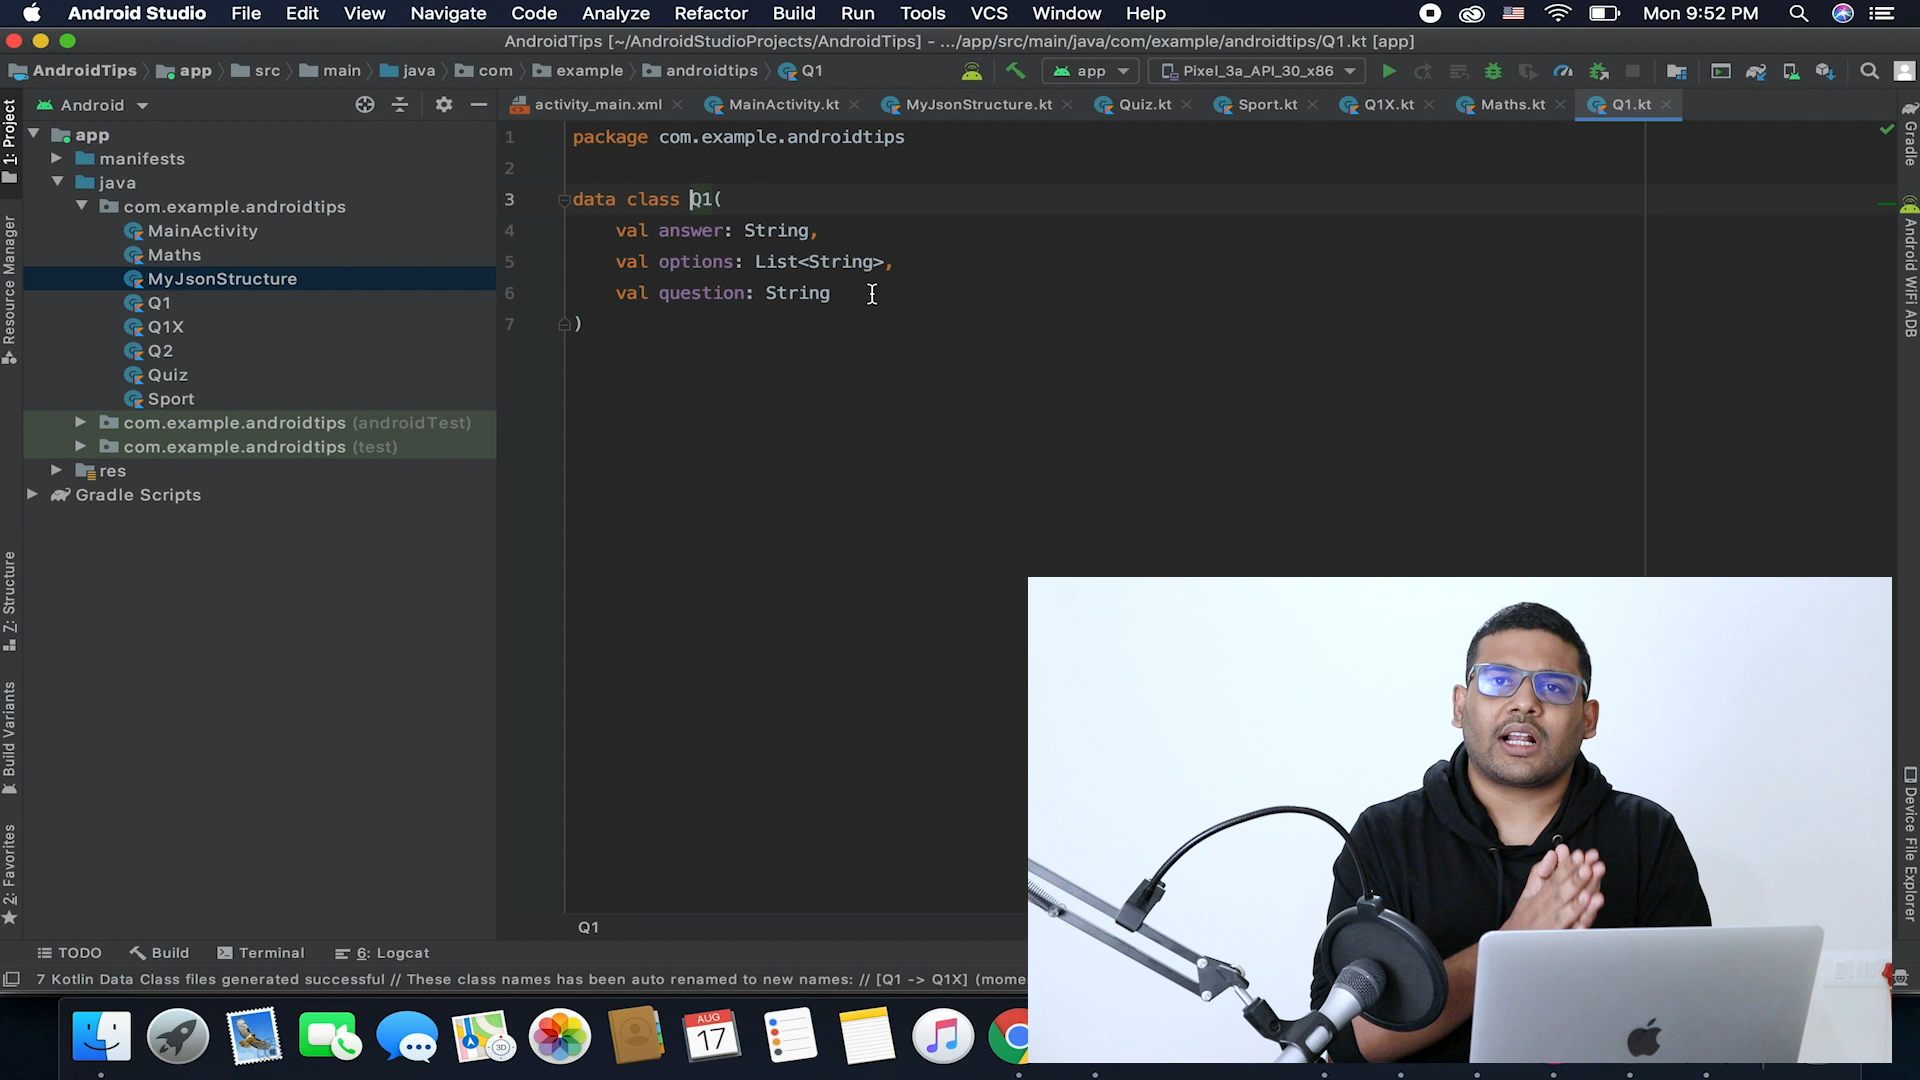 Android Studio File Edit View Navigate Code Analyze Refactor Build Run Tools VCS Window Help Mon 9:52 PM
AndroidTips [~/AndroidStudioProjects/AndroidTips] - .../app/src/main/java/com/example/androidtips/Q1.kt [app]
AndroidTips app src main java com example androidtips Q1 app Pixel_3a_API_30_x86
1: Project
Resource Manager
Z: Structure
Build Variants
2: Favorites
Android
app
manifests
java
com.example.androidtips
MainActivity
Maths
MyJsonStructure
Q1
Q1X
Q2
Quiz
Sport
com.example.androidtips (androidTest)
com.example.androidtips (test)
res
Gradle Scripts
activity_main.xml MainActivity.kt MyJsonStructure.kt Quiz.kt Sport.kt Q1X.kt Maths.kt Q1.kt
1 package com.example.androidtips
2
3 data class Q1(
4 val answer: String,
5 val options: List<String>,
6 val question: String
7 )
Q1
Gradle
Android WiFi ADB
Device File Explorer
TODO Build Terminal 6: Logcat
7 Kotlin Data Class files generated successful // These class names has been auto renamed to new names: // [Q1 -> Q1X] (mome
3D
AUG
17